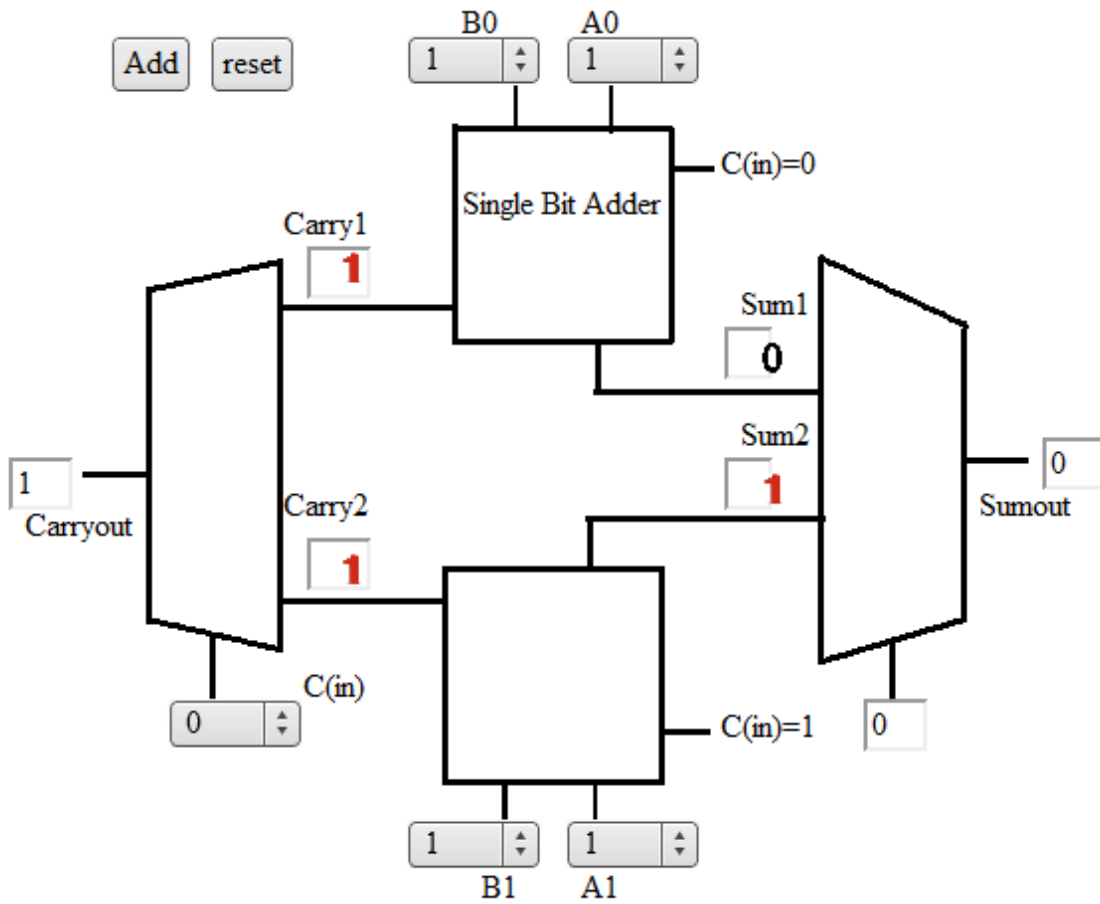 B0 A0
Add reset 1 1
C(in)=0
Single Bit Adder
Carry1
1
Sum1
0
Sum2
1
1 0
Carryout Carry2 Sumout
1
C(in)
0
C(in)=1
0
1 1
B1 A1